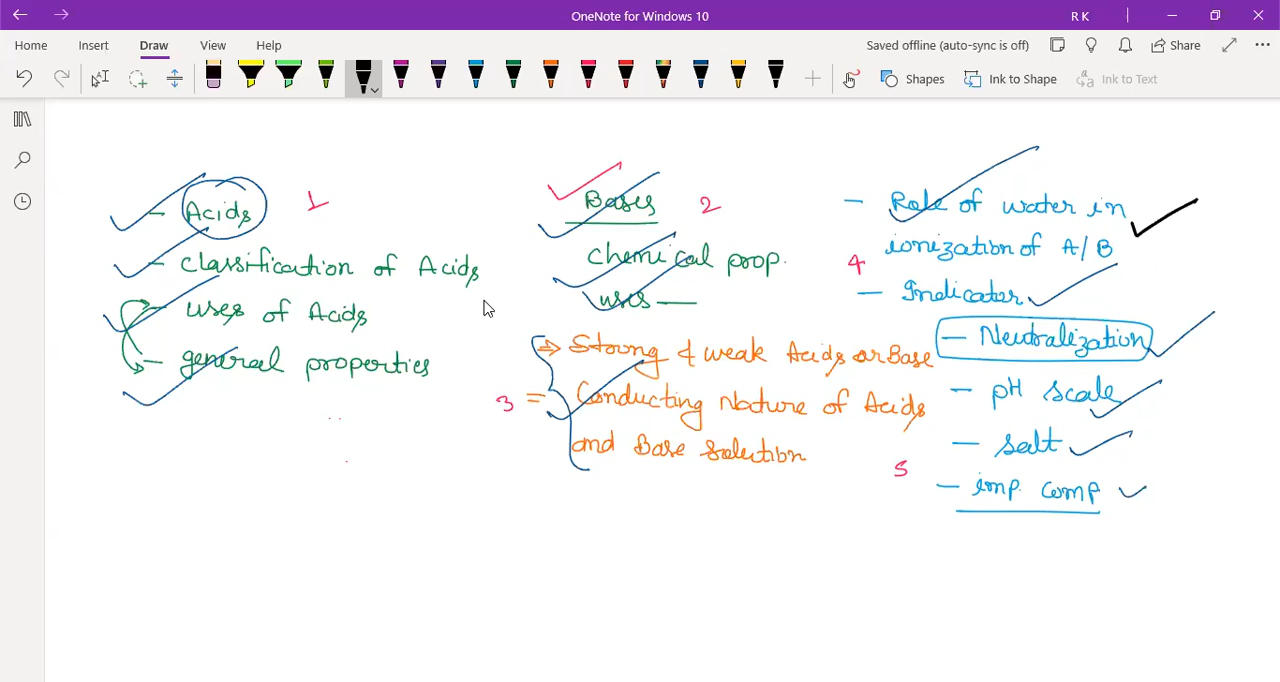 OneNote for Windows 10
R K
Home
Insert
Draw
View
Help
Saved offline (auto-sync is off)
Share
Shapes
Ink to Shape
Ink to Text
- Acids 1
- classification of Acids
uses of Acids
- general properties
Bases 2
chemical prop.
uses —
⇒ Strong & weak Acids or Base
3 = Conducting Nature of Acids
and Base solution
- Role of water in
ionization of A/B
4
- Indicator
- Neutralization
- pH scale
- salt
5
- imp. comp